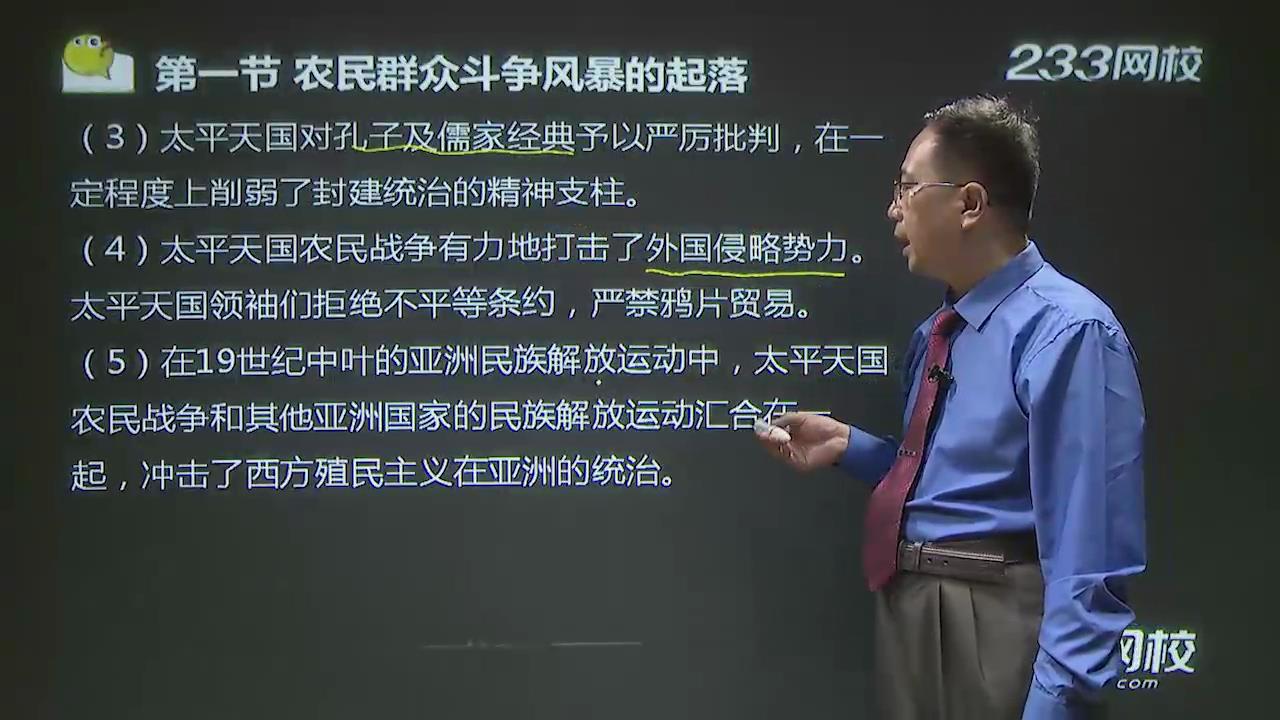 第一节 农民群众斗争风暴的起落
233网校
（3）太平天国对孔子及儒家经典予以严厉批判，在一
定程度上削弱了封建统治的精神支柱。
（4）太平天国农民战争有力地打击了外国侵略势力。
太平天国领袖们拒绝不平等条约，严禁鸦片贸易。
（5）在19世纪中叶的亚洲民族解放运动中，太平天国
农民战争和其他亚洲国家的民族解放运动汇合在一
起，冲击了西方殖民主义在亚洲的统治。
网校
.com